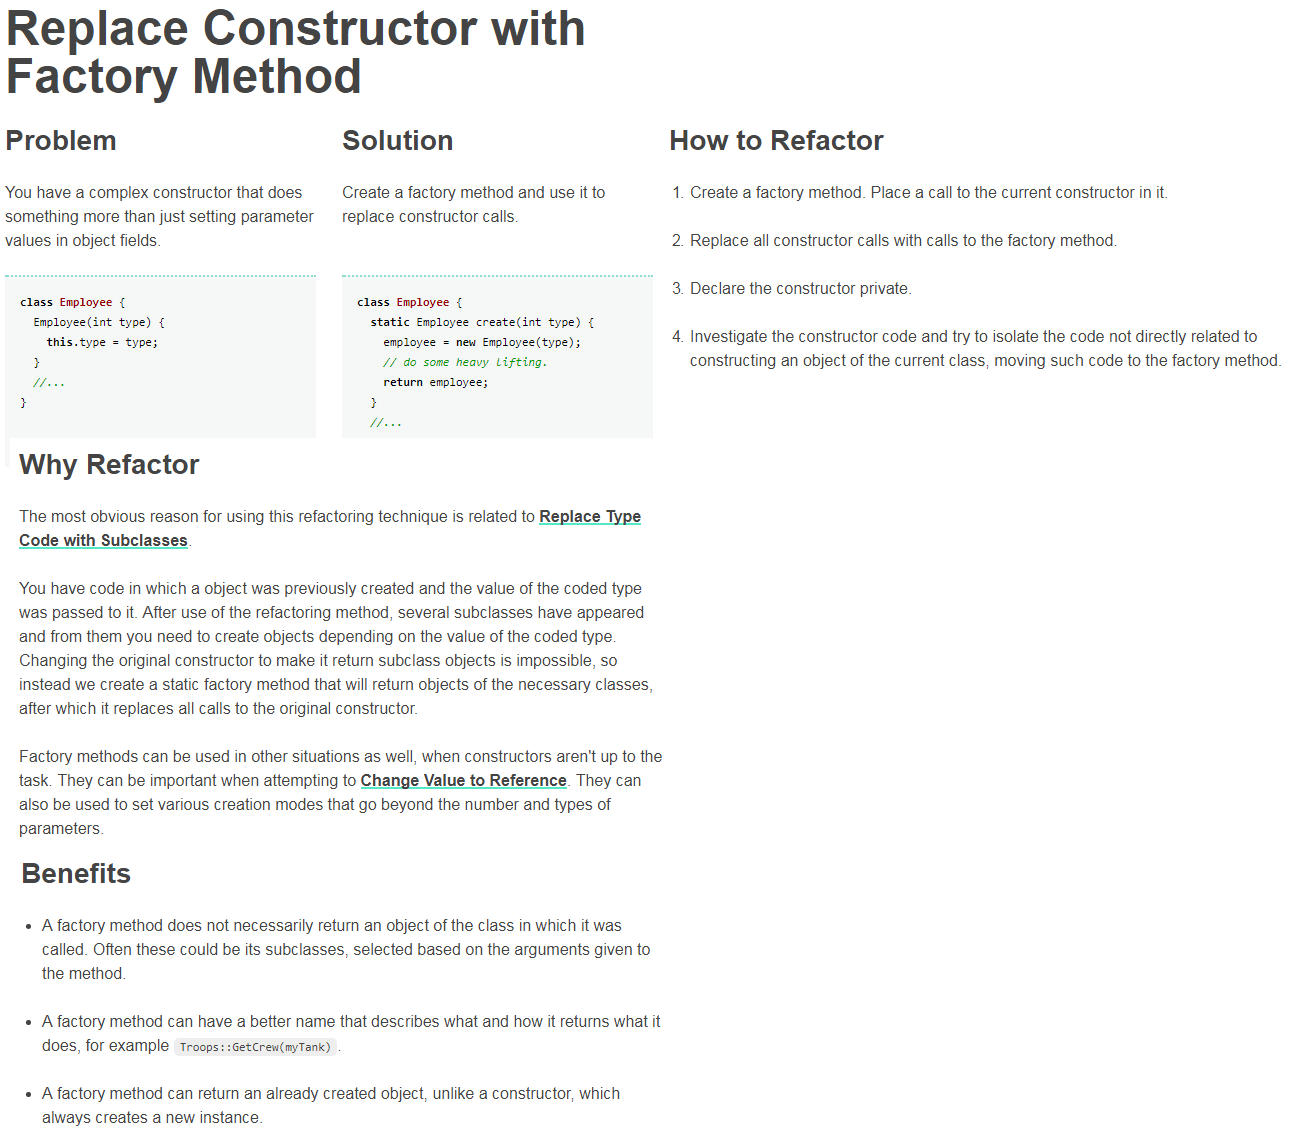 Replace Constructor with
Factory Method
Problem
You have a complex constructor that does
something more than just setting parameter
values in object fields.
class Employee {
  Employee(int type) {
    this.type = type;
  }
  //...
}
Solution
Create a factory method and use it to
replace constructor calls.
class Employee {
  static Employee create(int type) {
    employee = new Employee(type);
    // do some heavy lifting.
    return employee;
  }
  //...
How to Refactor
1. Create a factory method. Place a call to the current constructor in it.
2. Replace all constructor calls with calls to the factory method.
3. Declare the constructor private.
4. Investigate the constructor code and try to isolate the code not directly related to
constructing an object of the current class, moving such code to the factory method.
Why Refactor
The most obvious reason for using this refactoring technique is related to Replace Type
Code with Subclasses.
You have code in which a object was previously created and the value of the coded type
was passed to it. After use of the refactoring method, several subclasses have appeared
and from them you need to create objects depending on the value of the coded type.
Changing the original constructor to make it return subclass objects is impossible, so
instead we create a static factory method that will return objects of the necessary classes,
after which it replaces all calls to the original constructor.
Factory methods can be used in other situations as well, when constructors aren't up to the
task. They can be important when attempting to Change Value to Reference. They can
also be used to set various creation modes that go beyond the number and types of
parameters.
Benefits
• A factory method does not necessarily return an object of the class in which it was
called. Often these could be its subclasses, selected based on the arguments given to
the method.
• A factory method can have a better name that describes what and how it returns what it
does, for example Troops::GetCrew(myTank).
• A factory method can return an already created object, unlike a constructor, which
always creates a new instance.